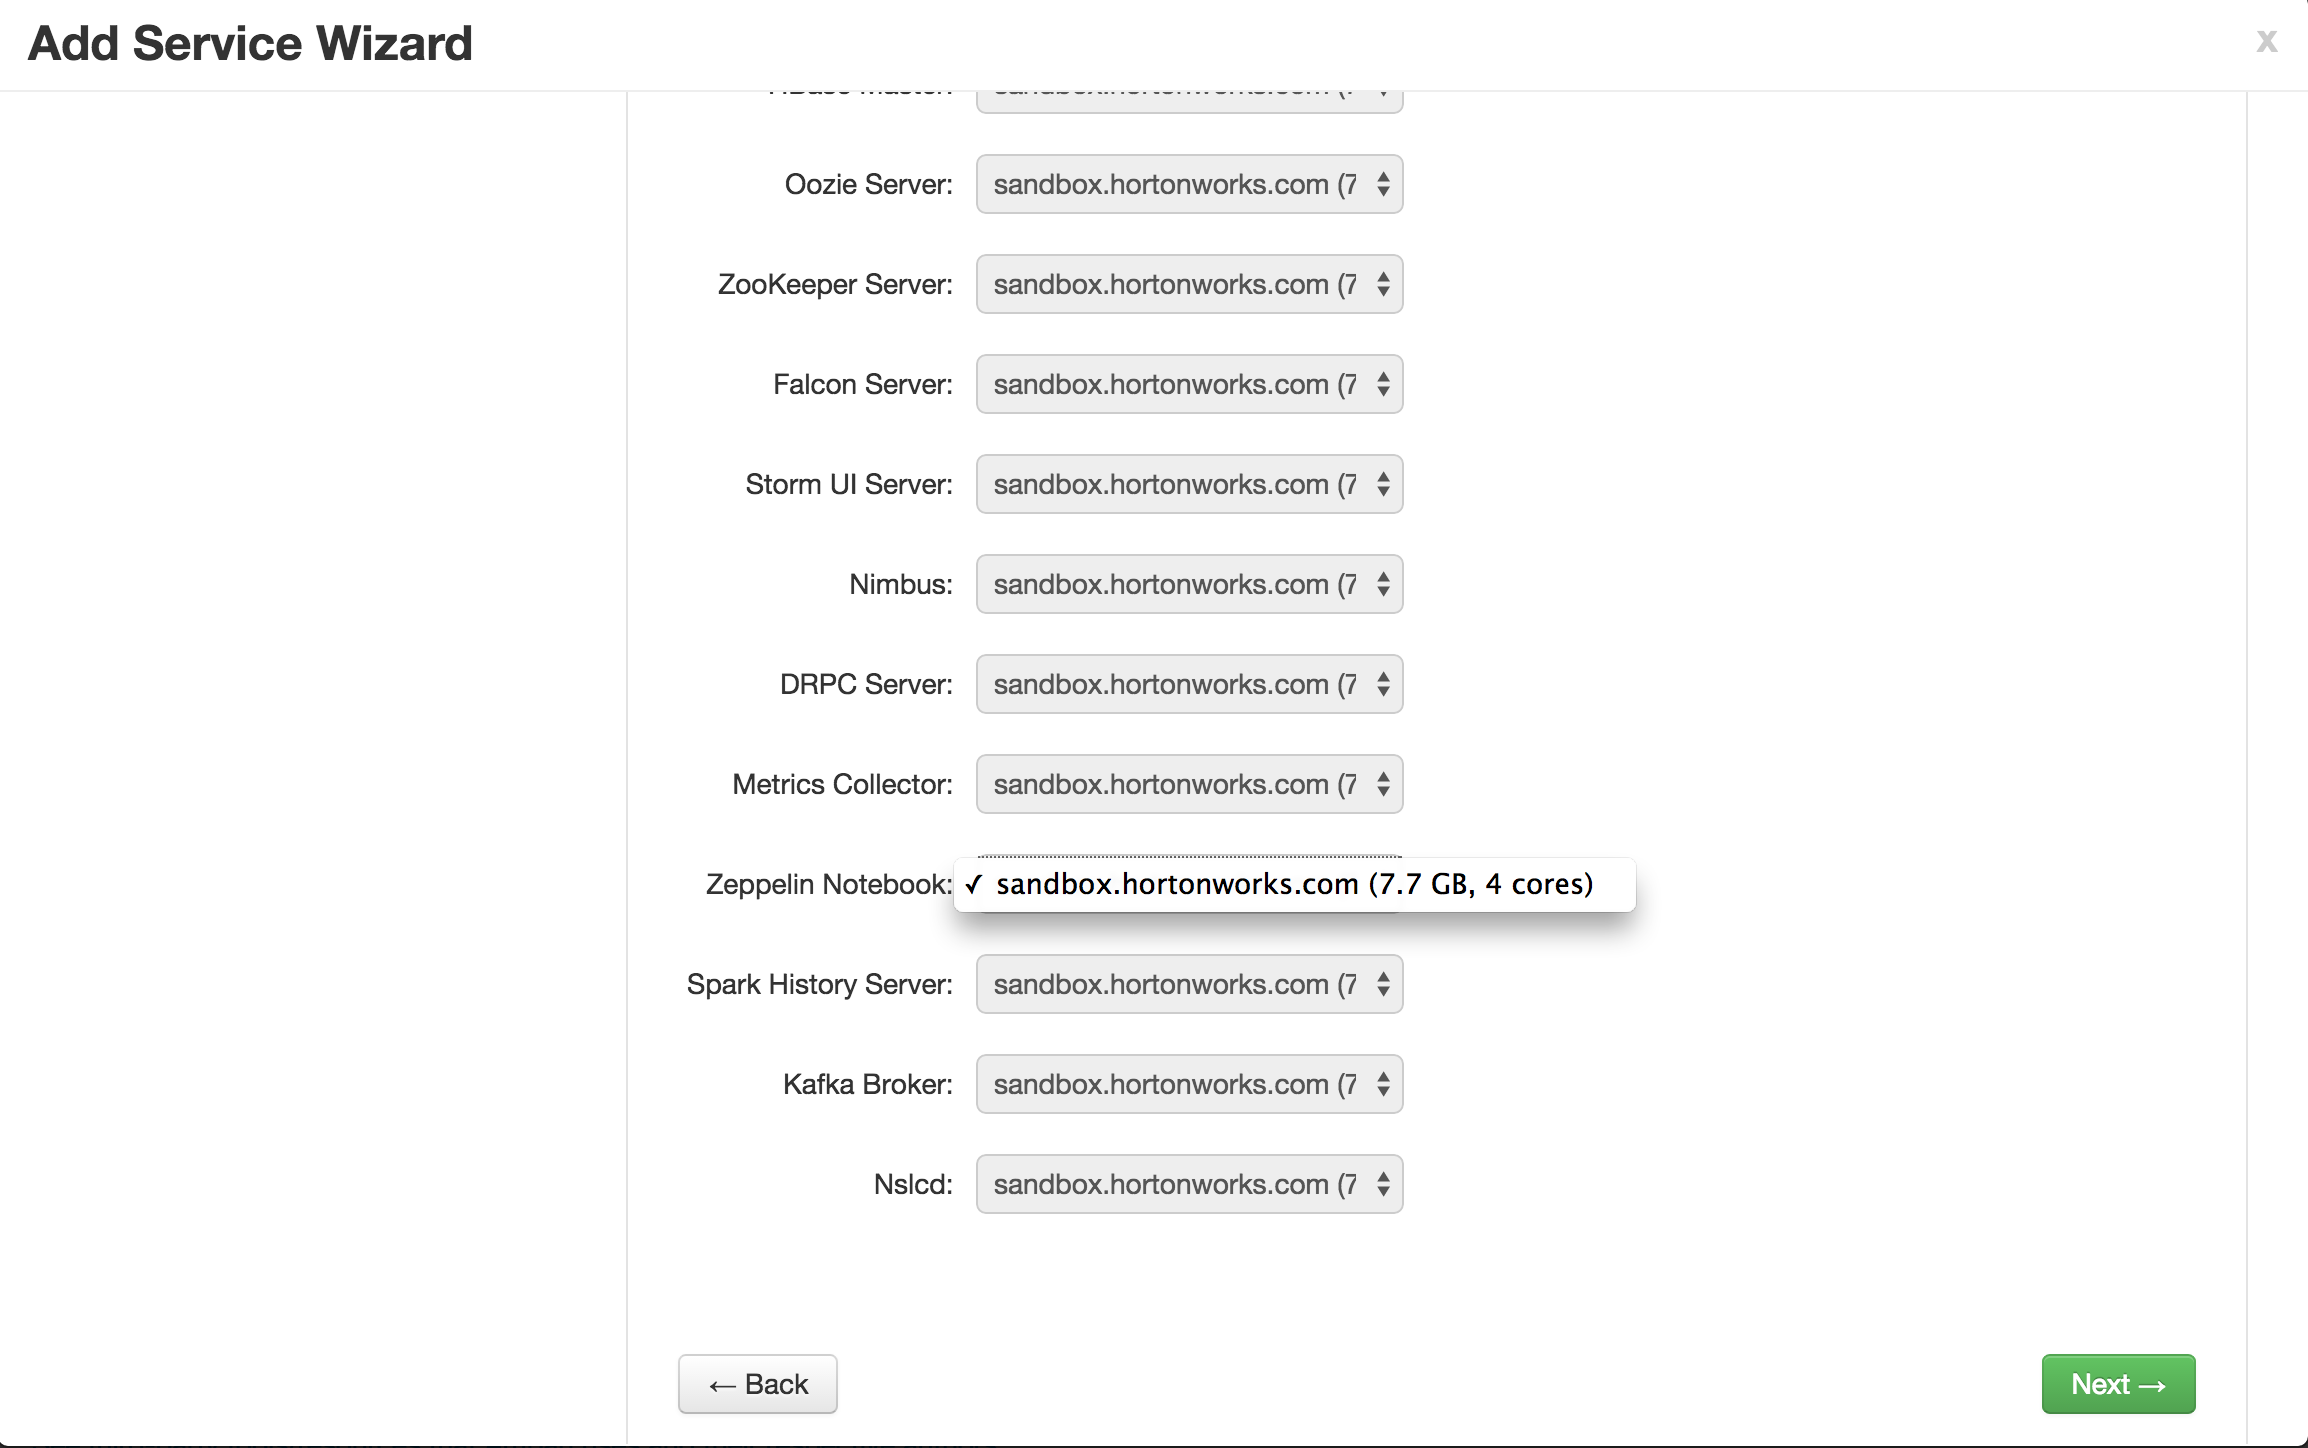 Add Service Wizard
x
Oozie Server: sandbox.hortonworks.com (7
ZooKeeper Server: sandbox.hortonworks.com (7
Falcon Server: sandbox.hortonworks.com (7
Storm UI Server: sandbox.hortonworks.com (7
Nimbus: sandbox.hortonworks.com (7
DRPC Server: sandbox.hortonworks.com (7
Metrics Collector: sandbox.hortonworks.com (7
Zeppelin Notebook: ✓ sandbox.hortonworks.com (7.7 GB, 4 cores)
Spark History Server: sandbox.hortonworks.com (7
Kafka Broker: sandbox.hortonworks.com (7
Nslcd: sandbox.hortonworks.com (7
← Back
Next →